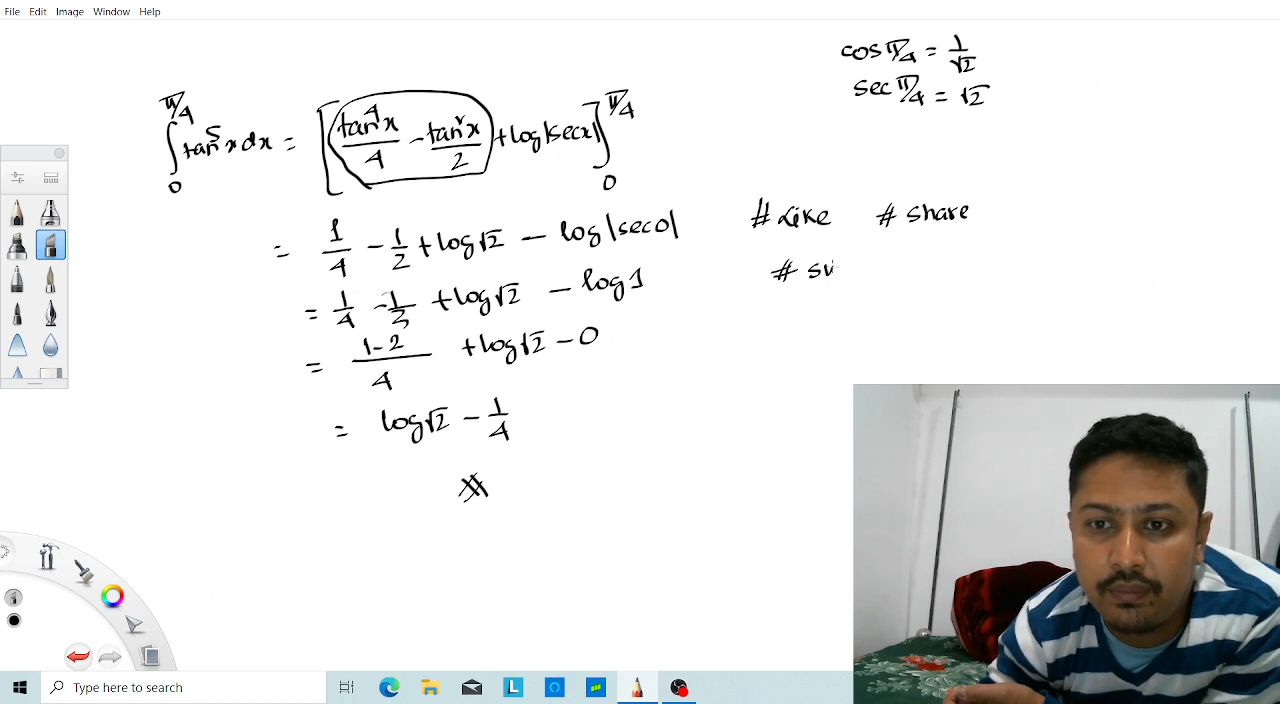 File Edit Image Window Help
cos π/4 = 1/√2
sec π/4 = √2
∫₀^(π/4) tan⁵x dx = [tan⁴x/4 - tan²x/2 + log|secx|]₀^(π/4)
= 1/4 - 1/2 + log√2 - log|sec0|
# Like # share
= 1/4 - 1/2 + log√2 - log1
# su
= (1-2)/4 + log√2 - 0
= log√2 - 1/4
Type here to search